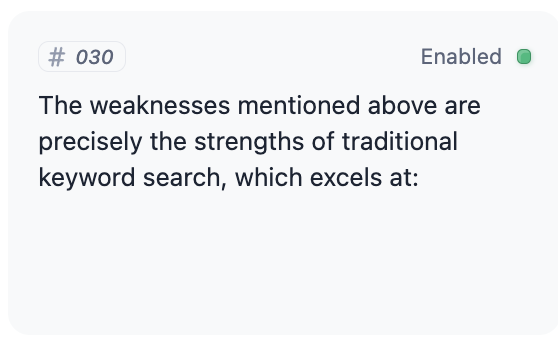 # 030
Enabled
The weaknesses mentioned above are
precisely the strengths of traditional
keyword search, which excels at: